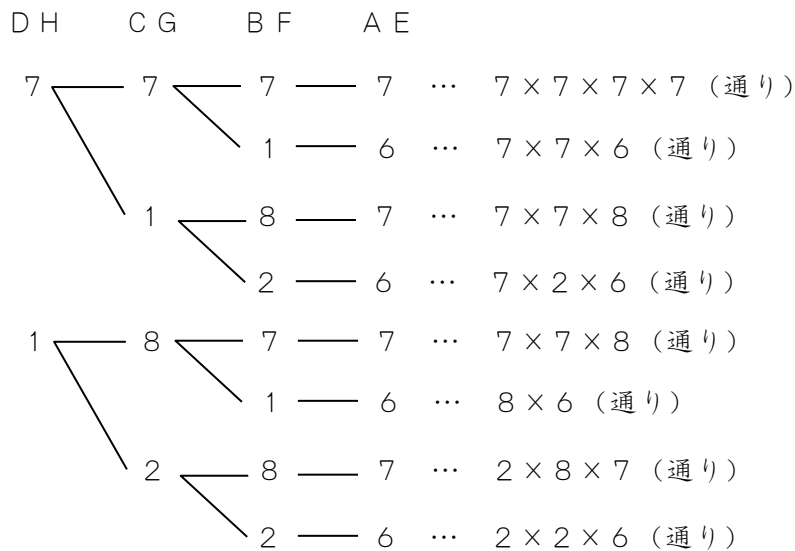 ＤＨ ＣＧ ＢＦ ＡＥ
７ ７ ７ ７ … ７×７×７×７（通り）
１ ６ … ７×７×６（通り）
１ ８ ７ … ７×７×８（通り）
２ ６ … ７×２×６（通り）
１ ８ ７ ７ … ７×７×８（通り）
１ ６ … ８×６（通り）
２ ８ ７ … ２×８×７（通り）
２ ６ … ２×２×６（通り）